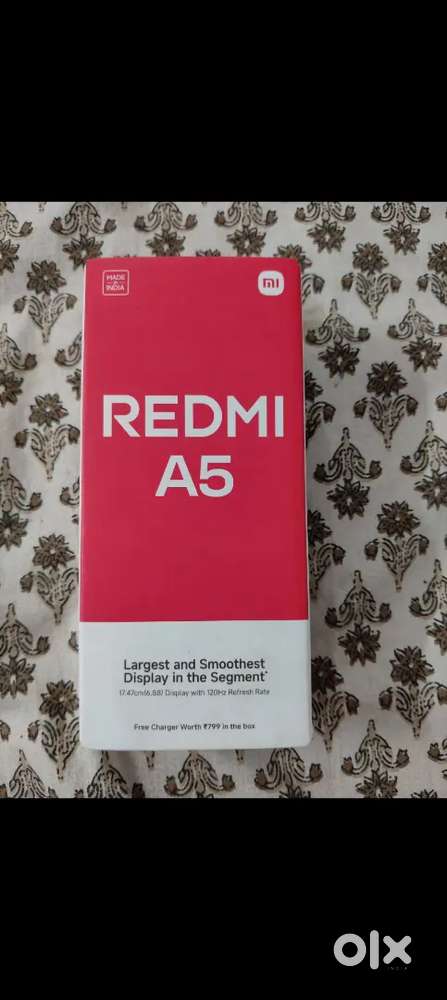 MADE
IN
INDIA
mi
REDMI
A5
Largest and Smoothest
Display in the Segment*
17.47cm(6.88) Display with 120Hz Refresh Rate
Free Charger Worth ₹799 in the box
olx
INDIA